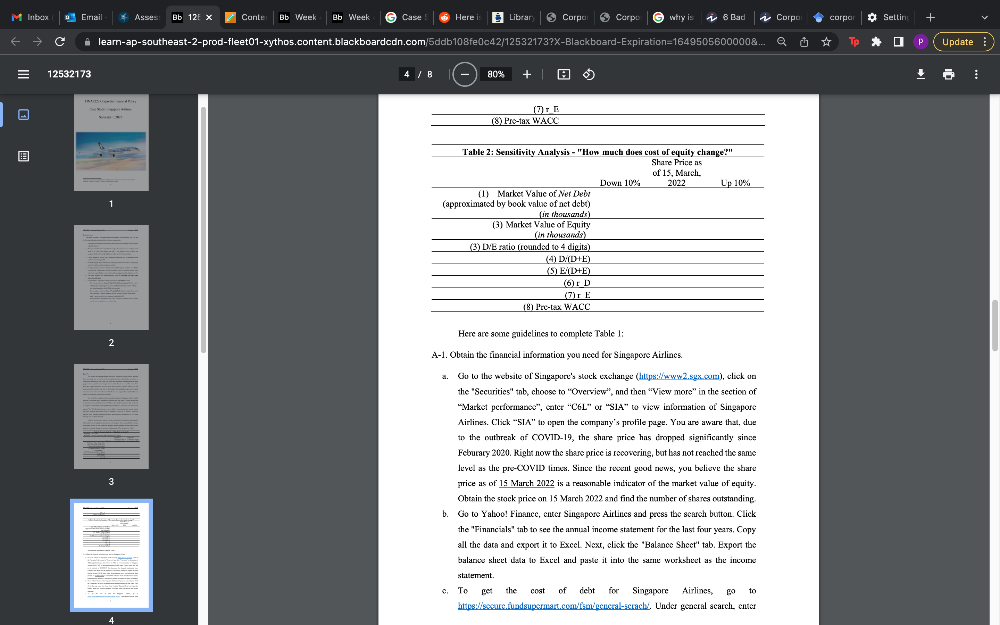 Inbox
Email
Assess
Bb 125
Conter
Bb Week
Bb Week
Case S
Here is
Library
Corpo
Corpor
why is
6 Bad
Corpo
corpor
Setting
learn-ap-southeast-2-prod-fleet01-xythos.content.blackboardcdn.com/5ddb108fe0c42/12532173?X-Blackboard-Expiration=1649505600000&...
Tp
p
Update
12532173
4 / 8
80%
FINA2222 Corporate Financial Policy
Case Study: Singapore Airlines
Semester 1, 2022
1
2
3
4
(7) r_E
(8) Pre-tax WACC
Table 2: Sensitivity Analysis - "How much does cost of equity change?"
Share Price as
of 15, March,
Down 10% 2022 Up 10%
(1) Market Value of Net Debt
(approximated by book value of net debt)
(in thousands)
(3) Market Value of Equity
(in thousands)
(3) D/E ratio (rounded to 4 digits)
(4) D/(D+E)
(5) E/(D+E)
(6) r_D
(7) r_E
(8) Pre-tax WACC
Here are some guidelines to complete Table 1:
A-1. Obtain the financial information you need for Singapore Airlines.
a. Go to the website of Singapore's stock exchange (https://www2.sgx.com), click on
the "Securities" tab, choose to “Overview”, and then “View more” in the section of
“Market performance”, enter “C6L” or “SIA” to view information of Singapore
Airlines. Click “SIA” to open the company’s profile page. You are aware that, due
to the outbreak of COVID-19, the share price has dropped significantly since
Feburary 2020. Right now the share price is recovering, but has not reached the same
level as the pre-COVID times. Since the recent good news, you believe the share
price as of 15 March 2022 is a reasonable indicator of the market value of equity.
Obtain the stock price on 15 March 2022 and find the number of shares outstanding.
b. Go to Yahoo! Finance, enter Singapore Airlines and press the search button. Click
the "Financials" tab to see the annual income statement for the last four years. Copy
all the data and export it to Excel. Next, click the "Balance Sheet" tab. Export the
balance sheet data to Excel and paste it into the same worksheet as the income
statement.
c. To get the cost of debt for Singapore Airlines, go to
https://secure.fundsupermart.com/fsm/general-serach/. Under general search, enter